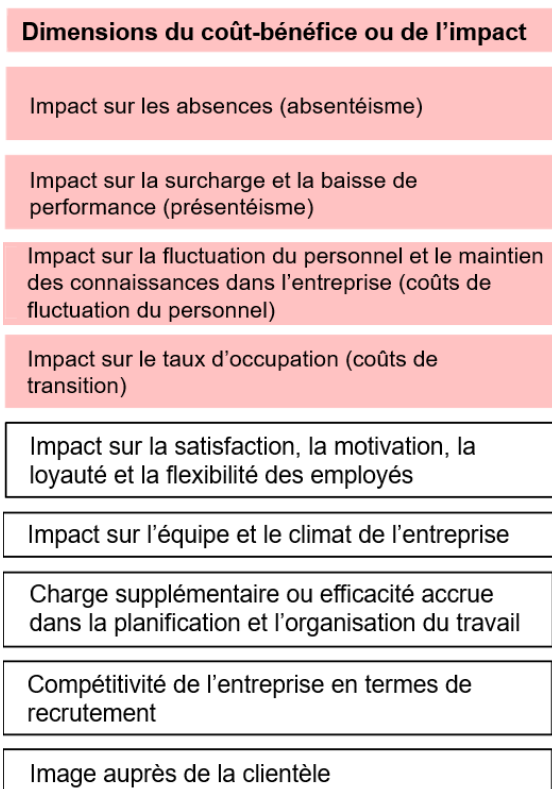 Dimensions du coût-bénéfice ou de l’impact
Impact sur les absences (absentéisme)
Impact sur la surcharge et la baisse de
performance (présentéisme)
Impact sur la fluctuation du personnel et le maintien
des connaissances dans l’entreprise (coûts de
fluctuation du personnel)
Impact sur le taux d’occupation (coûts de
transition)
Impact sur la satisfaction, la motivation, la
loyauté et la flexibilité des employés
Impact sur l’équipe et le climat de l’entreprise
Charge supplémentaire ou efficacité accrue
dans la planification et l’organisation du travail
Compétitivité de l’entreprise en termes de
recrutement
Image auprès de la clientèle